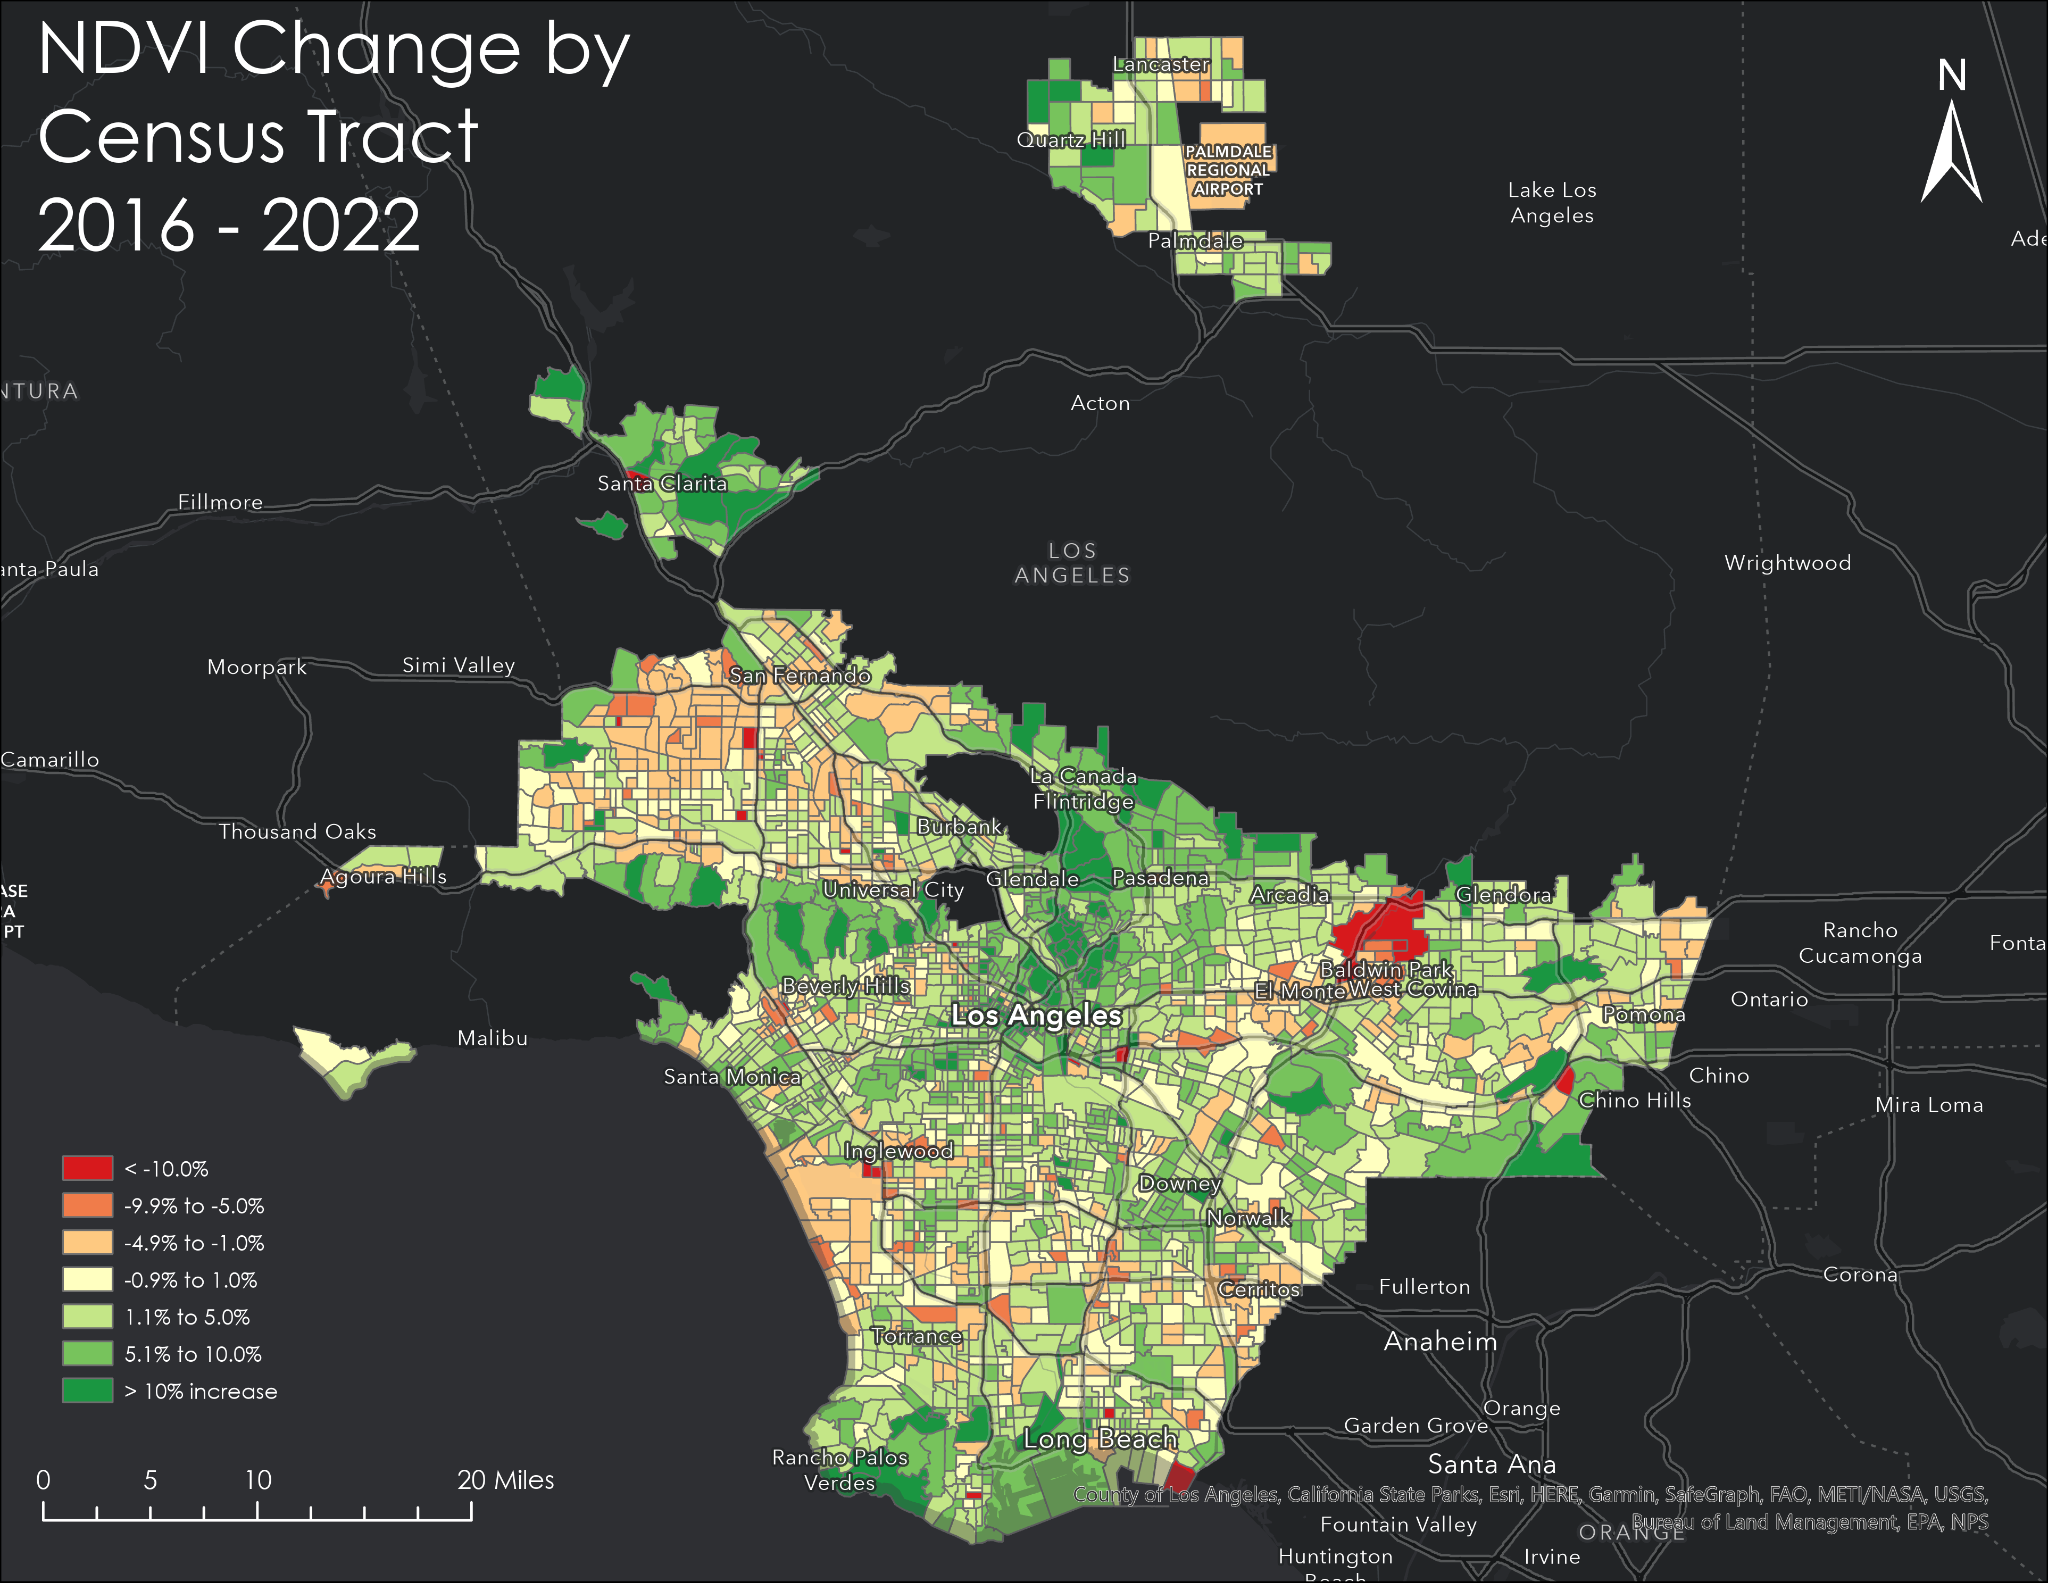 NDVI Change by
Census Tract
2016 - 2022
N
Lancaster
Quartz Hill
PALMDALE
REGIONAL
AIRPORT
Lake Los
Angeles
Palmdale
NTURA
Acton
Santa Clarita
Fillmore
LOS
ANGELES
anta Paula
Wrightwood
Moorpark
Simi Valley
San Fernando
Camarillo
La Canada
Flintridge
Thousand Oaks
Burbank
Agoura Hills
Universal City
Glendale
Pasadena
Arcadia
Glendora
ASE
RA
PT
Rancho
Cucamonga
Fonta
Baldwin Park
Beverly Hills
El Monte
West Covina
Ontario
Los Angeles
Pomona
Malibu
Santa Monica
Chino
Chino Hills
Mira Loma
Inglewood
Downey
Norwalk
< -10.0%
-9.9% to -5.0%
-4.9% to -1.0%
-0.9% to 1.0%
1.1% to 5.0%
5.1% to 10.0%
> 10% increase
Cerritos
Fullerton
Corona
Torrance
Anaheim
Orange
Garden Grove
Long Beach
Rancho Palos
Verdes
Santa Ana
0 5 10 20 Miles
County of Los Angeles, California State Parks, Esri, HERE, Garmin, SafeGraph, FAO, METI/NASA, USGS,
Bureau of Land Management, EPA, NPS
Fountain Valley
ORANGE
Huntington
Beach
Irvine